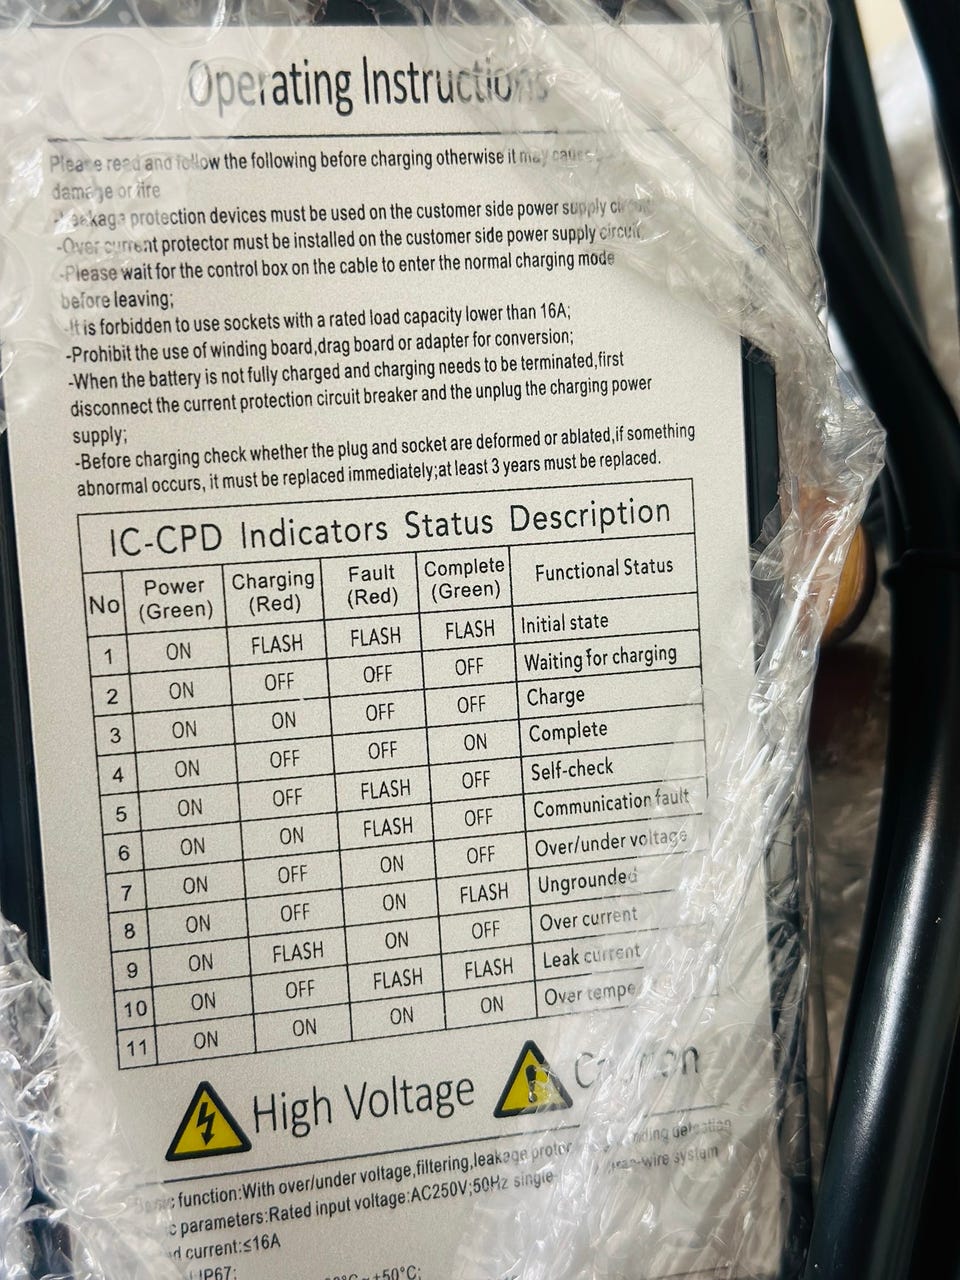 Operating Instructions
Please read and follow the following before charging otherwise it may cause
damage or fire
-Leakage protection devices must be used on the customer side power supply
-Over current protector must be installed on the customer side power supply circuit,
-Please wait for the control box on the cable to enter the normal charging mode
before leaving;
-It is forbidden to use sockets with a rated load capacity lower than 16A;
-Prohibit the use of winding board,drag board or adapter for conversion;
-When the battery is not fully charged and charging needs to be terminated,first
disconnect the current protection circuit breaker and the unplug the charging power
supply;
-Before charging check whether the plug and socket are deformed or ablated,if something
abnormal occurs, it must be replaced immediately;at least 3 years must be replaced.
IC-CPD Indicators Status Description
No Power (Green) Charging (Red) Fault (Red) Complete (Green) Functional Status
1 ON FLASH FLASH FLASH Initial state
2 ON OFF OFF OFF Waiting for charging
3 ON ON OFF OFF Charge
4 ON OFF OFF ON Complete
5 ON OFF FLASH OFF Self-check
6 ON ON FLASH OFF Communication fault
7 ON OFF ON OFF Over/under voltage
8 ON OFF ON FLASH Ungrounded
9 ON FLASH ON OFF Over current
10 ON OFF FLASH FLASH Leak current
11 ON ON ON ON Over tempe
High Voltage Caution
function:With over/under voltage,filtering,leakage detection
parameters:Rated input voltage:AC250V;50Hz single system
current:≤16A
IP67;
+50°C;